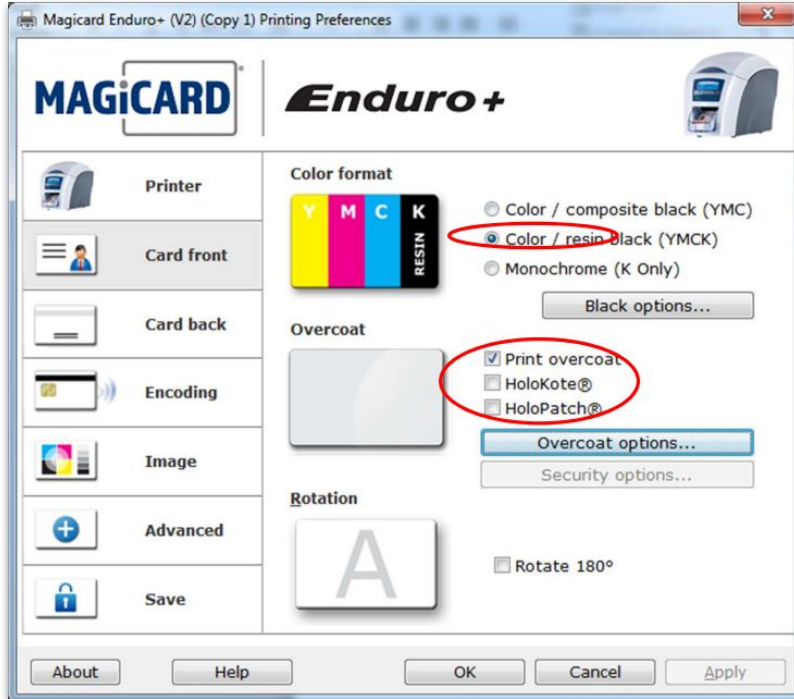 Magicard Enduro+ (V2) (Copy 1) Printing Preferences
MAGiCARD
Enduro+
Printer
Card front
Card back
Encoding
Image
Advanced
Save
Color format
Y M C K
RESIN
Color / composite black (YMC)
Color / resin black (YMCK)
Monochrome (K Only)
Black options...
Overcoat
Print overcoat
HoloKote®
HoloPatch®
Overcoat options...
Security options...
Rotation
A
Rotate 180º
About
Help
OK
Cancel
Apply